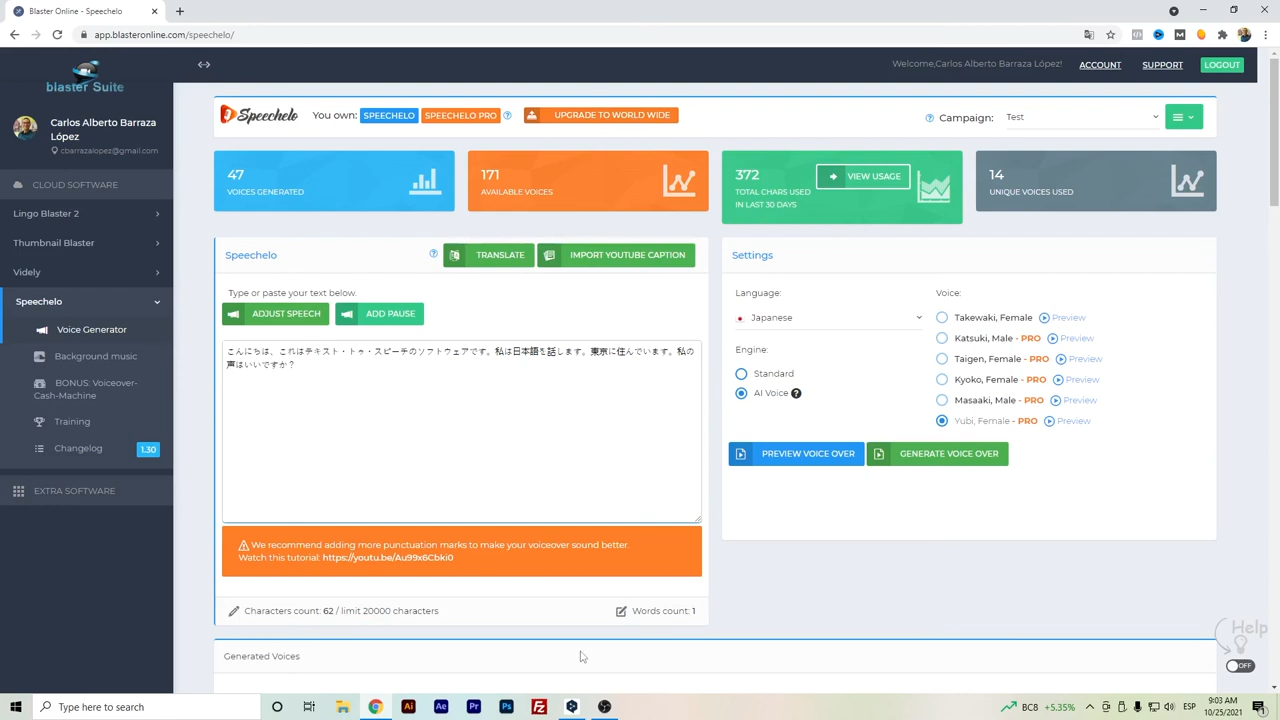 Blaster Online - Speechelo
app.blasteronline.com/speechelo/
blaster Suite
Welcome,Carlos Alberto Barraza López!
ACCOUNT
SUPPORT
LOGOUT
Carlos Alberto Barraza
López
cbarrazalopez@gmail.com
CLOUD SOFTWARE
Lingo Blaster 2
Thumbnail Blaster
Videly
Speechelo
Voice Generator
Background music
BONUS: Voiceover-
Cash-Machine
Training
Changelog
1.30
EXTRA SOFTWARE
Speechelo
You own:
SPEECHELO
SPEECHELO PRO
UPGRADE TO WORLD WIDE
Campaign:
Test
47
VOICES GENERATED
171
AVAILABLE VOICES
372
TOTAL CHARS USED
IN LAST 30 DAYS
VIEW USAGE
14
UNIQUE VOICES USED
Speechelo
TRANSLATE
IMPORT YOUTUBE CAPTION
Type or paste your text below.
ADJUST SPEECH
ADD PAUSE
こんにちは、これはテキスト・トゥ・スピーチのソフトウェアです。私は日本語を話します。東京に住んでいます。私の
声はいいですか？
We recommend adding more punctuation marks to make your voiceover sound better.
Watch this tutorial: https://youtu.be/Au99x6Cbki0
Characters count: 62 / limit 20000 characters
Words count: 1
Settings
Language:
Japanese
Engine:
Standard
AI Voice
Voice:
Takewaki, Female Preview
Katsuki, Male - PRO Preview
Taigen, Female - PRO Preview
Kyoko, Female - PRO Preview
Masaaki, Male - PRO Preview
Yubi, Female - PRO Preview
PREVIEW VOICE OVER
GENERATE VOICE OVER
Generated Voices
Help
OFF
Type here to search
Ai
Ae
Pr
Ps
Fz
BC8 +5.35%
ESP
9:03 AM
10/25/2021